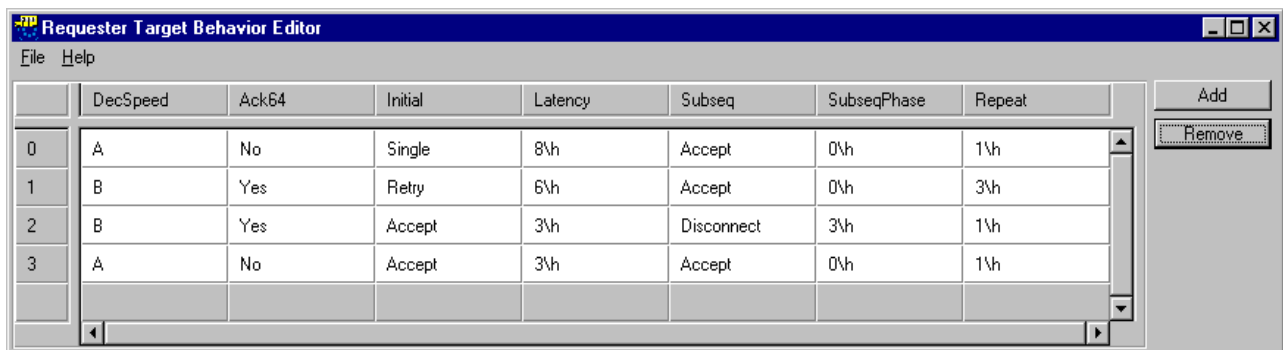 Requester Target Behavior Editor
File Help
DecSpeed Ack64 Initial Latency Subseq SubseqPhase Repeat Add
Remove
0 A No Single 8\h Accept 0\h 1\h
1 B Yes Retry 6\h Accept 0\h 3\h
2 B Yes Accept 3\h Disconnect 3\h 1\h
3 A No Accept 3\h Accept 0\h 1\h